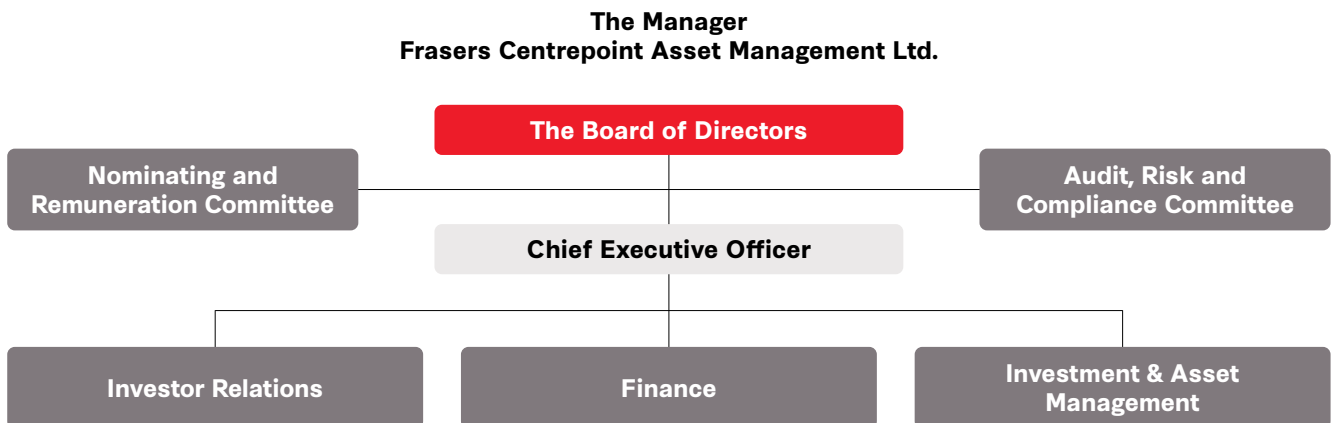 The Manager
Frasers Centrepoint Asset Management Ltd.
The Board of Directors
Nominating and
Remuneration Committee
Audit, Risk and
Compliance Committee
Chief Executive Officer
Investor Relations
Finance
Investment & Asset
Management